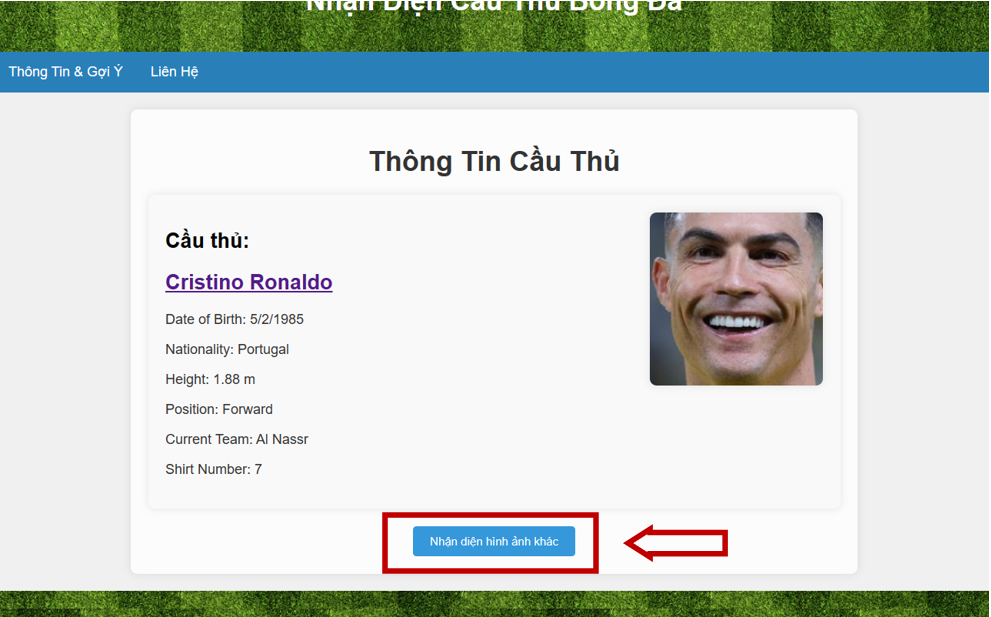 Nhận Diện Cầu Thủ Bóng Đá
Thông Tin & Gợi Ý
Liên Hệ
Thông Tin Cầu Thủ
Cầu thủ:
Cristino Ronaldo
Date of Birth: 5/2/1985
Nationality: Portugal
Height: 1.88 m
Position: Forward
Current Team: Al Nassr
Shirt Number: 7
Nhận diện hình ảnh khác